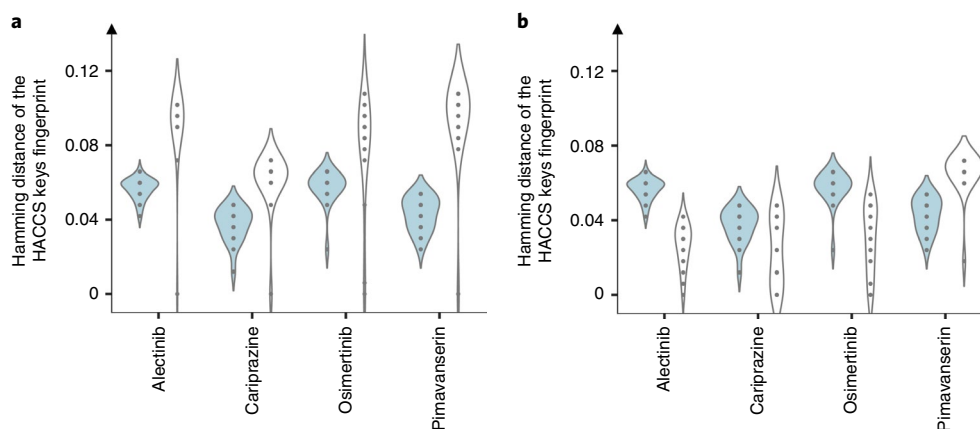 a
Hamming distance of the
HACCS keys fingerprint
0.12
0.08
0.04
0
Alectinib
Cariprazine
Osimertinib
Pimavanserin
b
Hamming distance of the
HACCS keys fingerprint
0.12
0.08
0.04
0
Alectinib
Cariprazine
Osimertinib
Pimavanserin